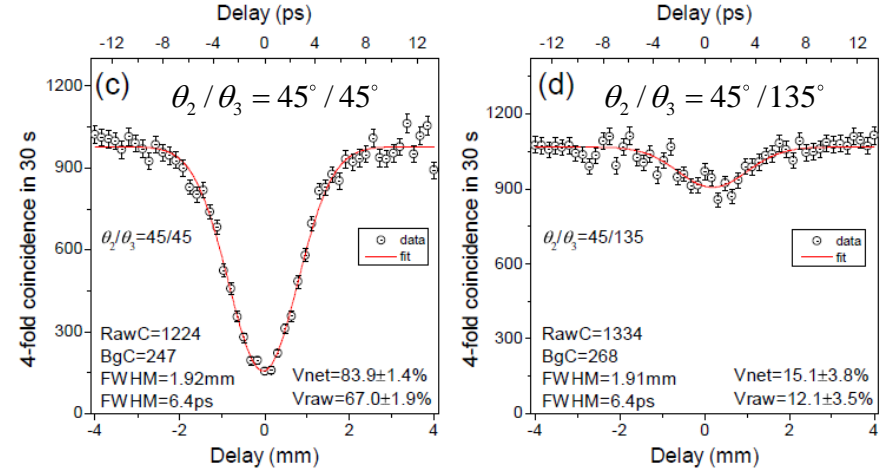 Delay (ps)
-12 -8 -4 0 4 8 12
(c) θ2/θ3 = 45°/45°
1200
900
600
300
0
4-fold coincidence in 30 s
θ2/θ3=45/45
data
fit
RawC=1224
BgC=247
FWHM=1.92mm
FWHM=6.4ps
Vnet=83.9±1.4%
Vraw=67.0±1.9%
-4 -2 0 2 4
Delay (mm)
Delay (ps)
-12 -8 -4 0 4 8 12
(d) θ2/θ3 = 45°/135°
1200
900
600
300
0
4-fold coincidence in 30 s
θ2/θ3=45/135
data
fit
RawC=1334
BgC=268
FWHM=1.91mm
FWHM=6.4ps
Vnet=15.1±3.8%
Vraw=12.1±3.5%
-4 -2 0 2 4
Delay (mm)